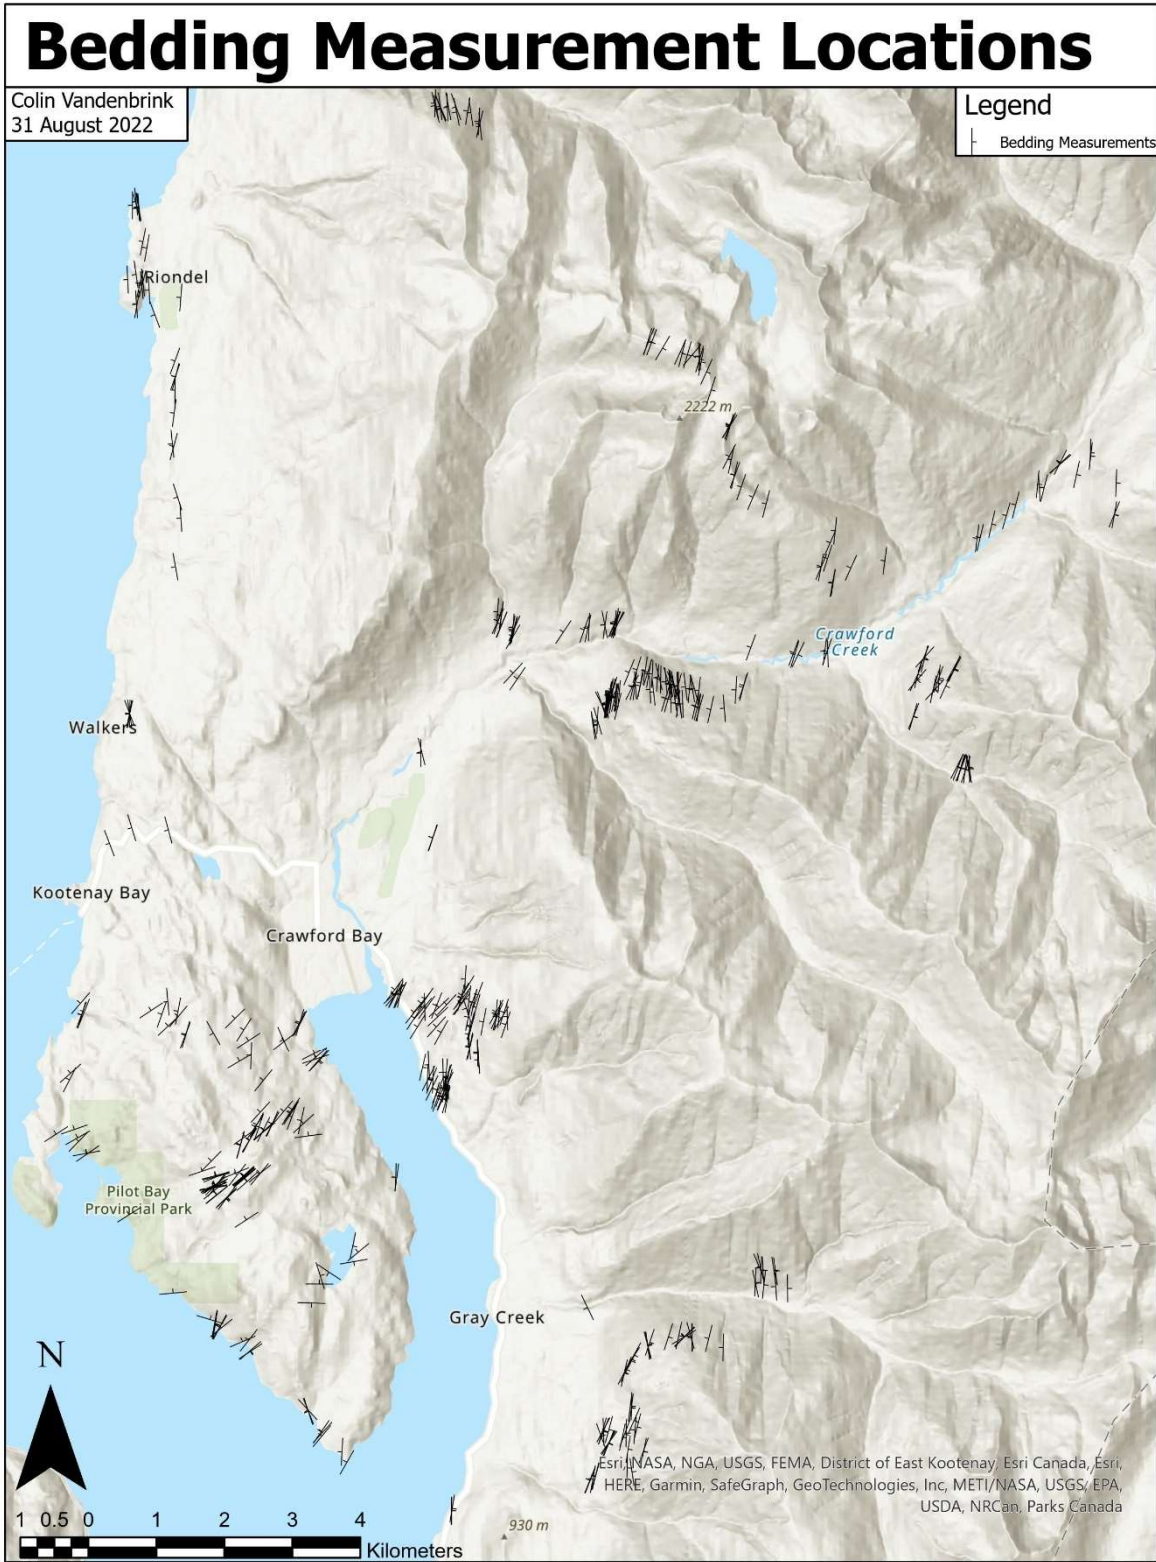 Bedding Measurement Locations
Colin Vandenbrink
31 August 2022
Legend
Bedding Measurements
Riondel
2222 m
Crawford
Creek
Walkers
Kootenay Bay
Crawford Bay
Pilot Bay
Provincial Park
Gray Creek
N
Esri, NASA, NGA, USGS, FEMA, District of East Kootenay, Esri Canada, Esri,
HERE, Garmin, SafeGraph, GeoTechnologies, Inc, METI/NASA, USGS, EPA,
USDA, NRCan, Parks Canada
930 m
1 0.5 0 1 2 3 4
Kilometers